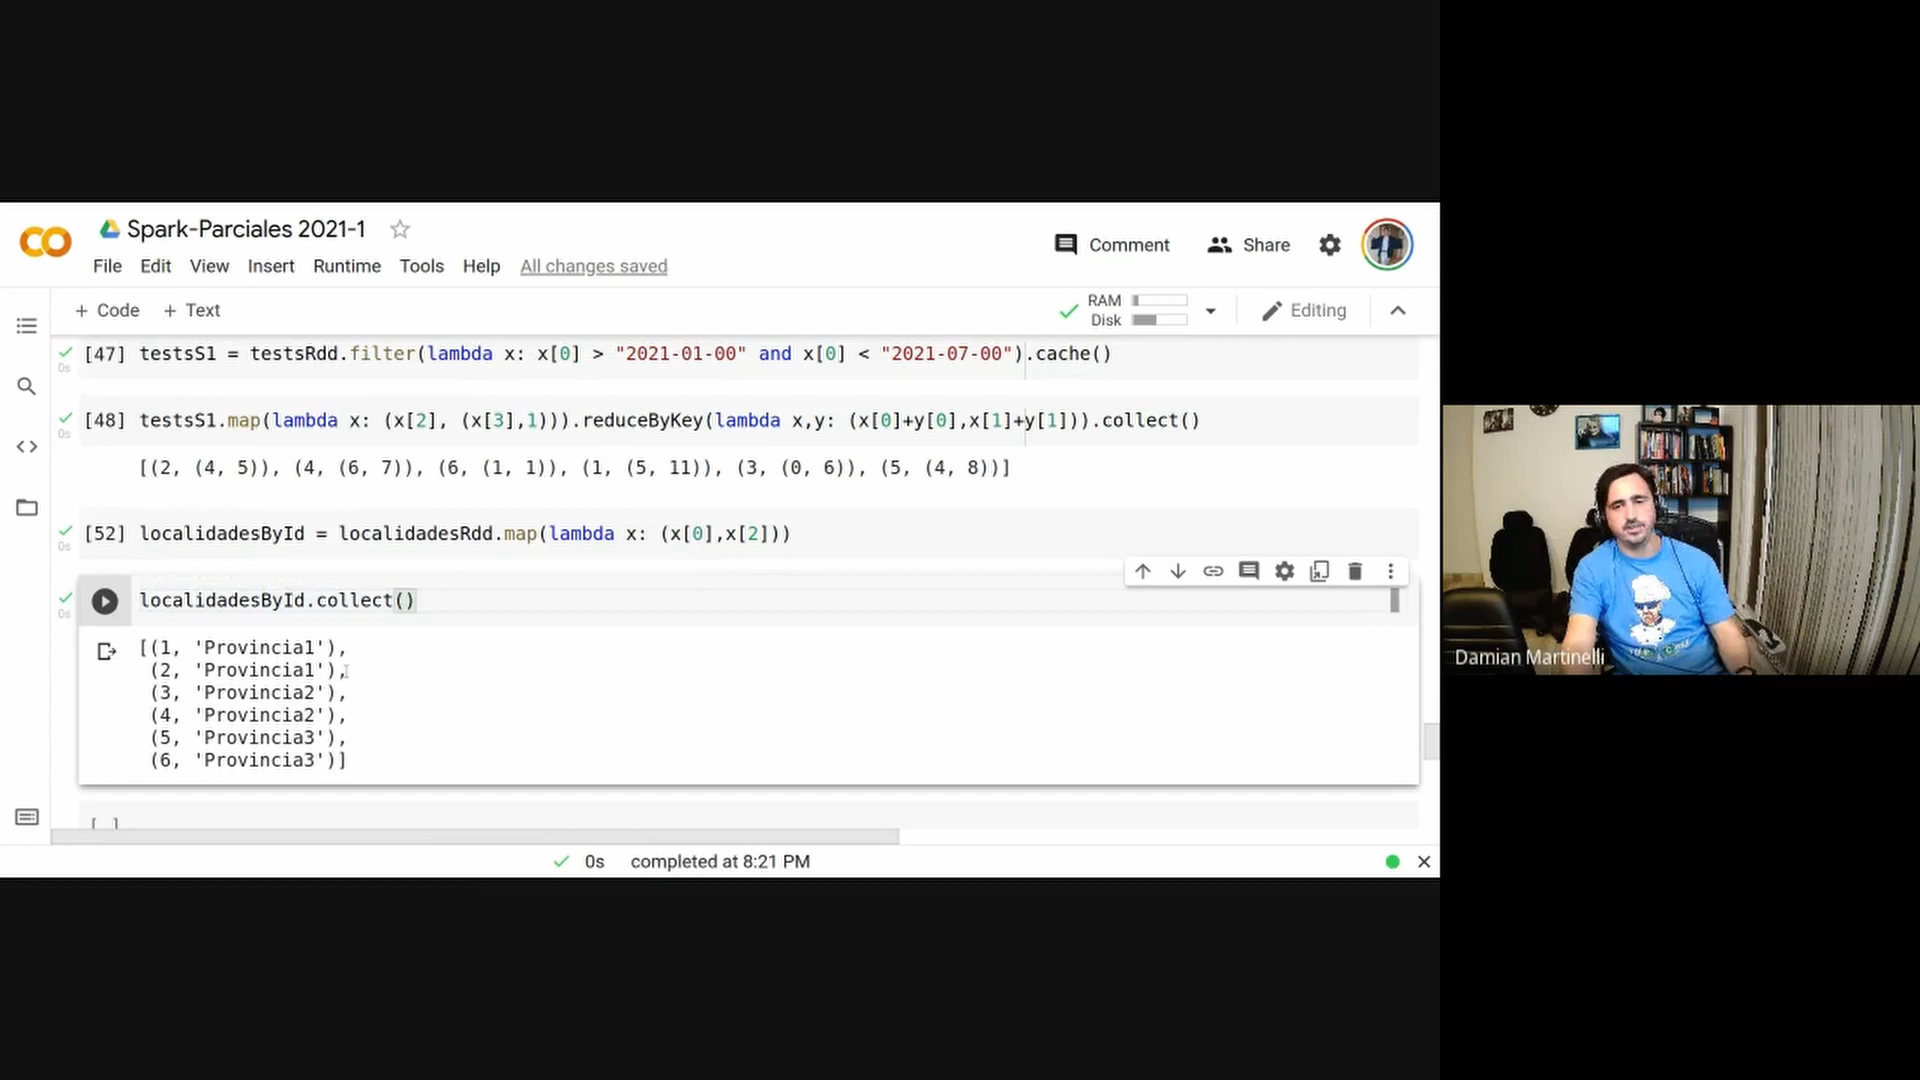 Spark-Parciales 2021-1
Comment
Share
File Edit View Insert Runtime Tools Help All changes saved
+ Code + Text
RAM
Disk
Editing
0s
[47] testsS1 = testsRdd.filter(lambda x: x[0] > "2021-01-00" and x[0] < "2021-07-00").cache()
0s
[48] testsS1.map(lambda x: (x[2], (x[3],1))).reduceByKey(lambda x,y: (x[0]+y[0],x[1]+y[1])).collect()
[(2, (4, 5)), (4, (6, 7)), (6, (1, 1)), (1, (5, 11)), (3, (0, 6)), (5, (4, 8))]
0s
[52] localidadesById = localidadesRdd.map(lambda x: (x[0],x[2]))
0s
localidadesById.collect()
[(1, 'Provincia1'),
(2, 'Provincia1'),
(3, 'Provincia2'),
(4, 'Provincia2'),
(5, 'Provincia3'),
(6, 'Provincia3')]
[ ]
0s completed at 8:21 PM
Damian Martinelli